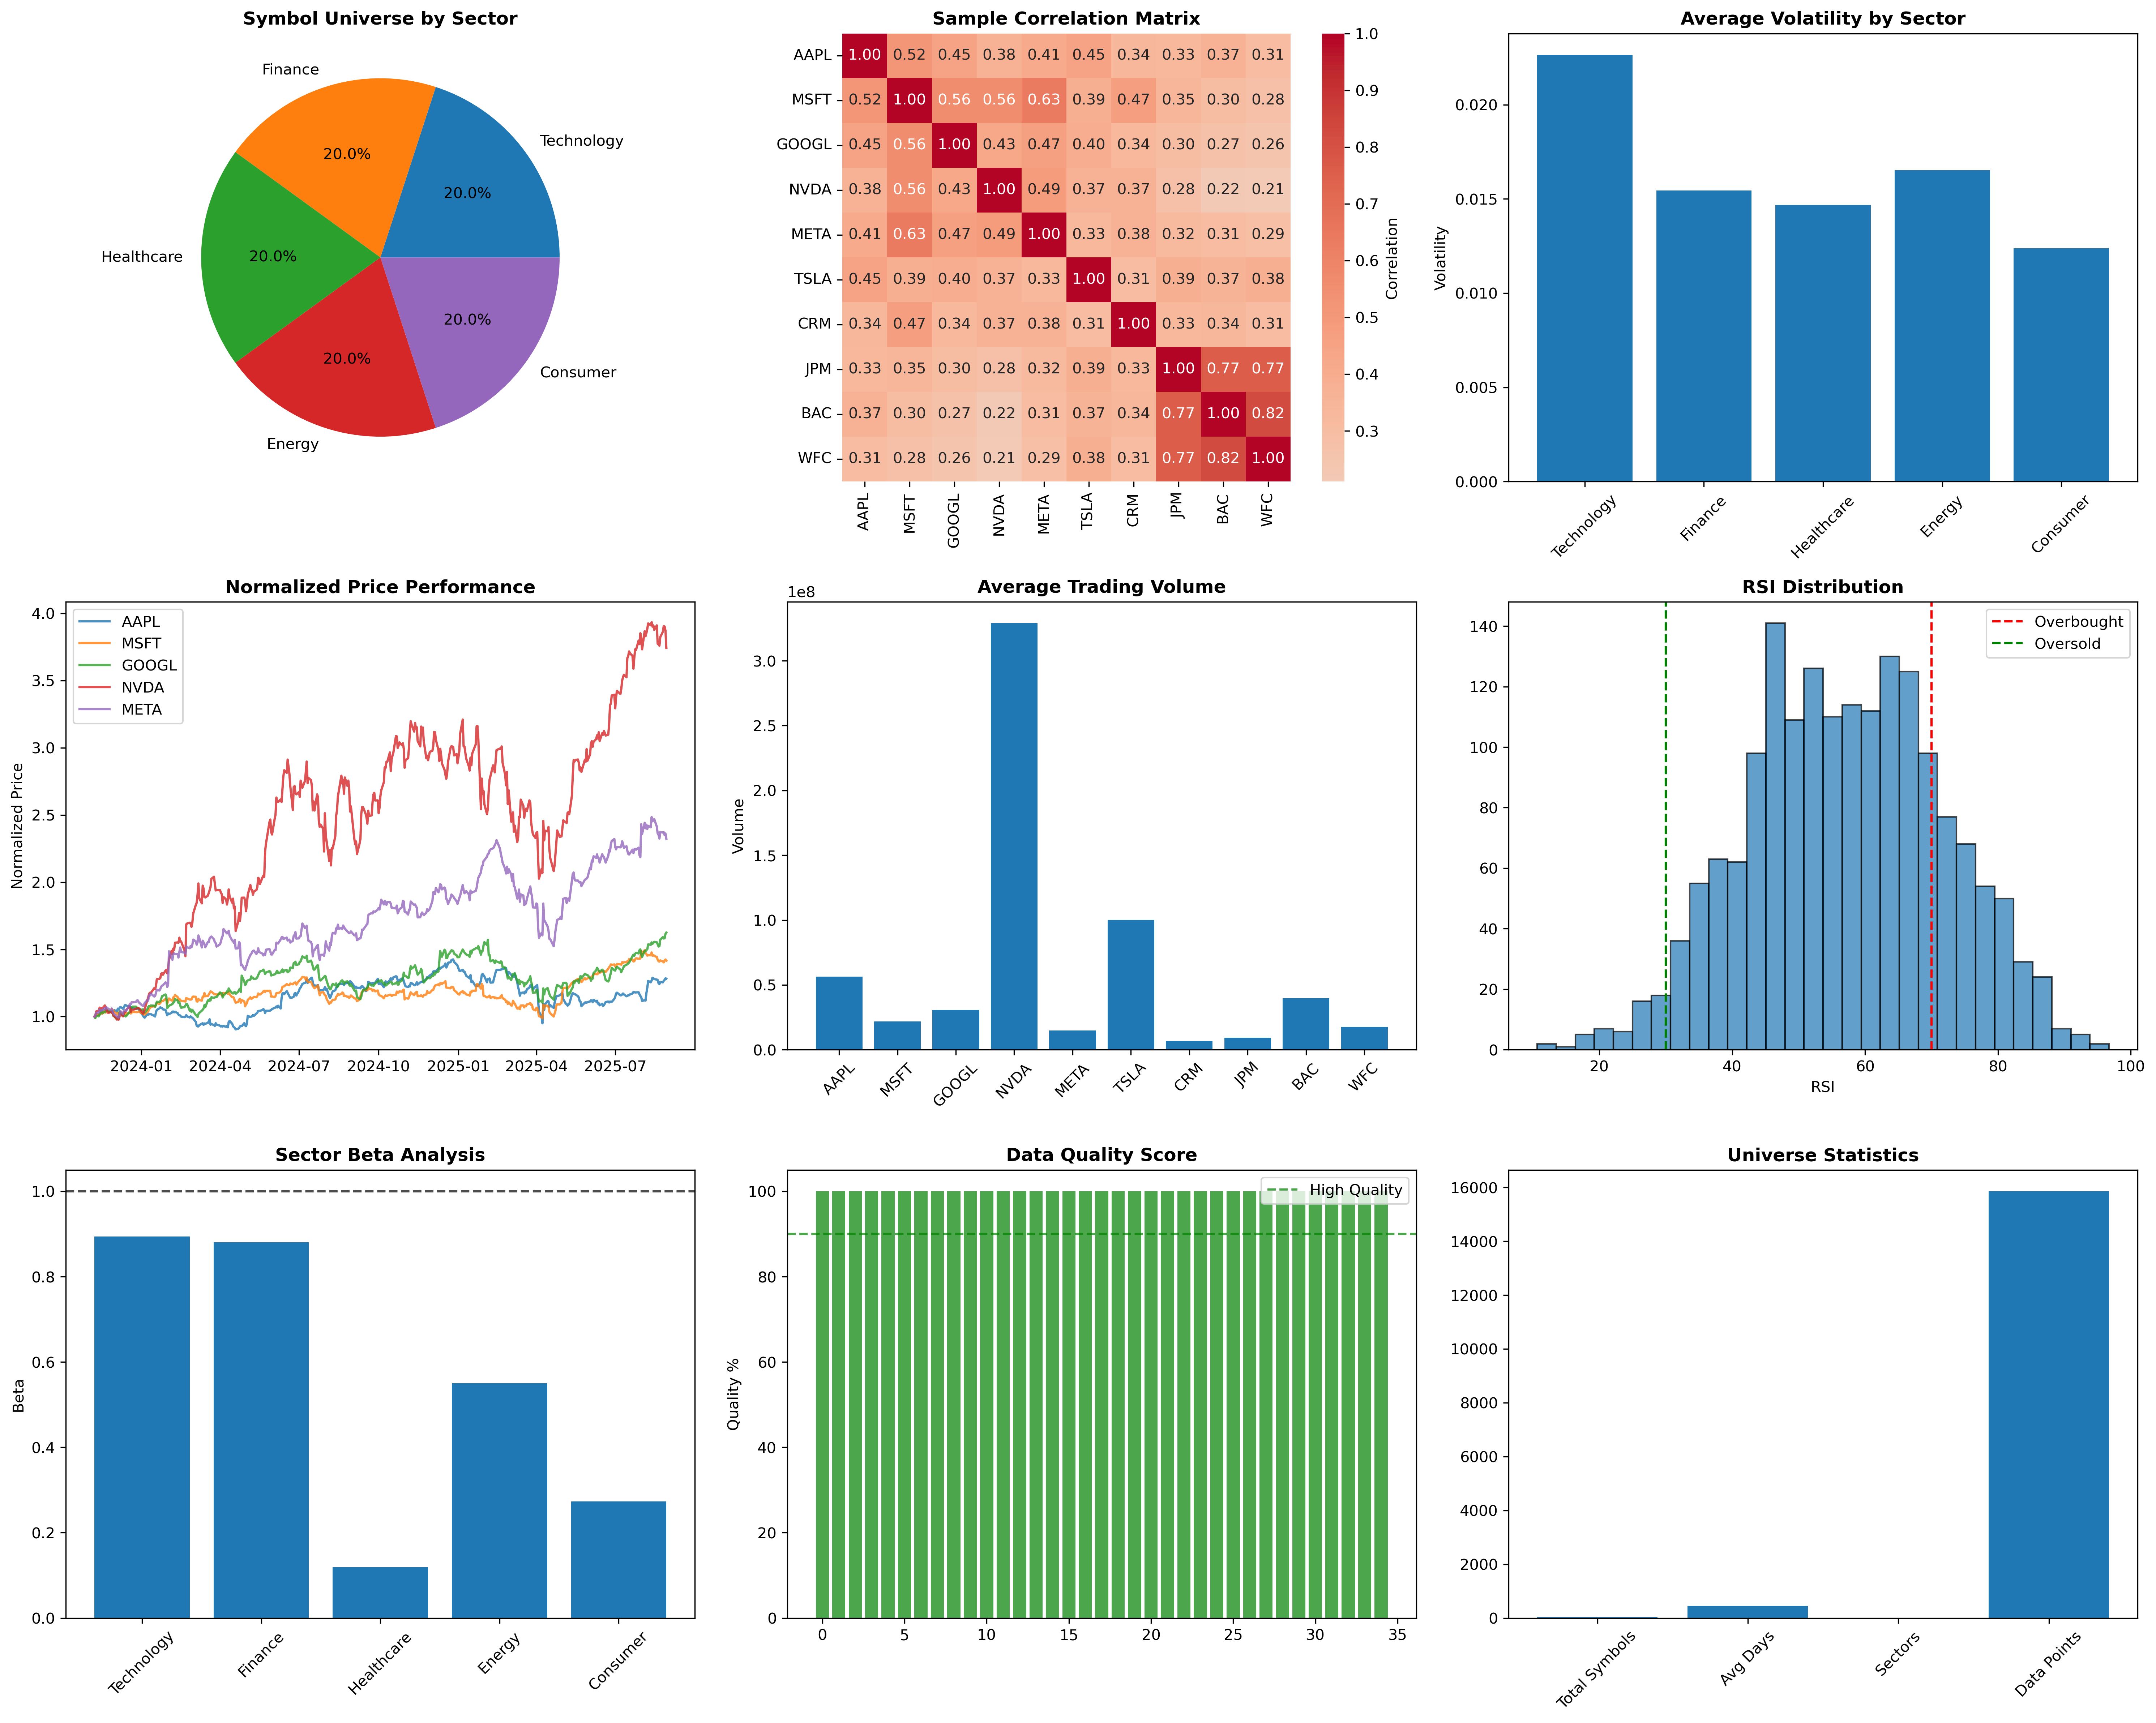 Symbol Universe by Sector
Finance
Technology
Healthcare
Energy
Consumer
20.0%
20.0%
20.0%
20.0%
20.0%
Sample Correlation Matrix
AAPL 1.00 0.52 0.45 0.38 0.41 0.45 0.34 0.33 0.37 0.31
MSFT 0.52 1.00 0.56 0.56 0.63 0.39 0.47 0.35 0.30 0.28
GOOGL 0.45 0.56 1.00 0.43 0.47 0.40 0.34 0.30 0.27 0.26
NVDA 0.38 0.56 0.43 1.00 0.49 0.37 0.37 0.28 0.22 0.21
META 0.41 0.63 0.47 0.49 1.00 0.33 0.38 0.32 0.31 0.29
TSLA 0.45 0.39 0.40 0.37 0.33 1.00 0.31 0.39 0.37 0.38
CRM 0.34 0.47 0.34 0.37 0.38 0.31 1.00 0.33 0.34 0.31
JPM 0.33 0.35 0.30 0.28 0.32 0.39 0.33 1.00 0.77 0.77
BAC 0.37 0.30 0.27 0.22 0.31 0.37 0.34 0.77 1.00 0.82
WFC 0.31 0.28 0.26 0.21 0.29 0.38 0.31 0.77 0.82 1.00
AAPL MSFT GOOGL NVDA META TSLA CRM JPM BAC WFC
1.0
0.9
0.8
0.7
0.6
0.5
0.4
0.3
Correlation
Average Volatility by Sector
Volatility
0.020
0.015
0.010
0.005
0.000
Technology Finance Healthcare Energy Consumer
Normalized Price Performance
AAPL
MSFT
GOOGL
NVDA
META
Normalized Price
4.0
3.5
3.0
2.5
2.0
1.5
1.0
2024-01 2024-04 2024-07 2024-10 2025-01 2025-04 2025-07
Average Trading Volume
1e8
Volume
3.0
2.5
2.0
1.5
1.0
0.5
0.0
AAPL MSFT GOOGL NVDA META TSLA CRM JPM BAC WFC
RSI Distribution
Overbought
Oversold
140
120
100
80
60
40
20
0
20 40 60 80 100
RSI
Sector Beta Analysis
Beta
1.0
0.8
0.6
0.4
0.2
0.0
Technology Finance Healthcare Energy Consumer
Data Quality Score
High Quality
Quality %
100
80
60
40
20
0
0 5 10 15 20 25 30 35
Universe Statistics
16000
14000
12000
10000
8000
6000
4000
2000
0
Total Symbols Avg Days Sectors Data Points